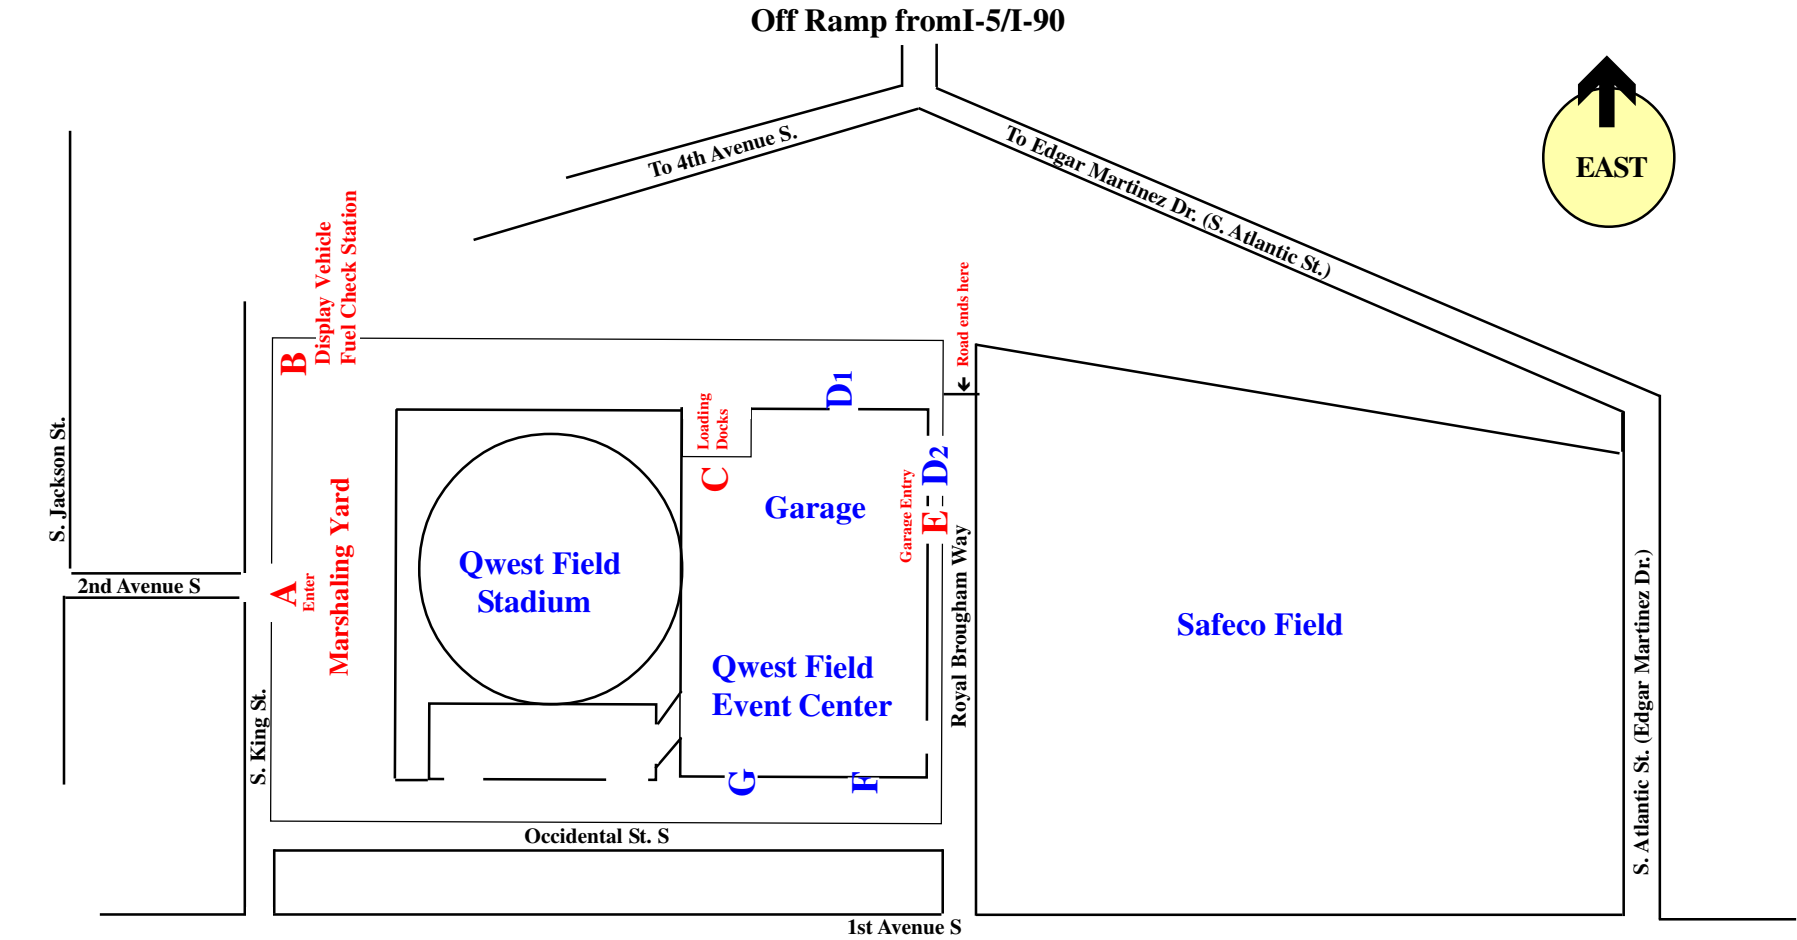 Off Ramp fromI-5/I-90
To 4th Avenue S.
To Edgar Martinez Dr. (S. Atlantic St.)
EAST
Display Vehicle
Fuel Check Station
B
Road ends here
D1
Loading
Docks
C
D2
Garage Entry
E
Garage
S. Jackson St.
Marshaling Yard
2nd Avenue S
A
Enter
Qwest Field
Stadium
Royal Brougham Way
Safeco Field
Qwest Field
Event Center
S. King St.
S. Atlantic St. (Edgar Martinez Dr.)
G
F
Occidental St. S
1st Avenue S